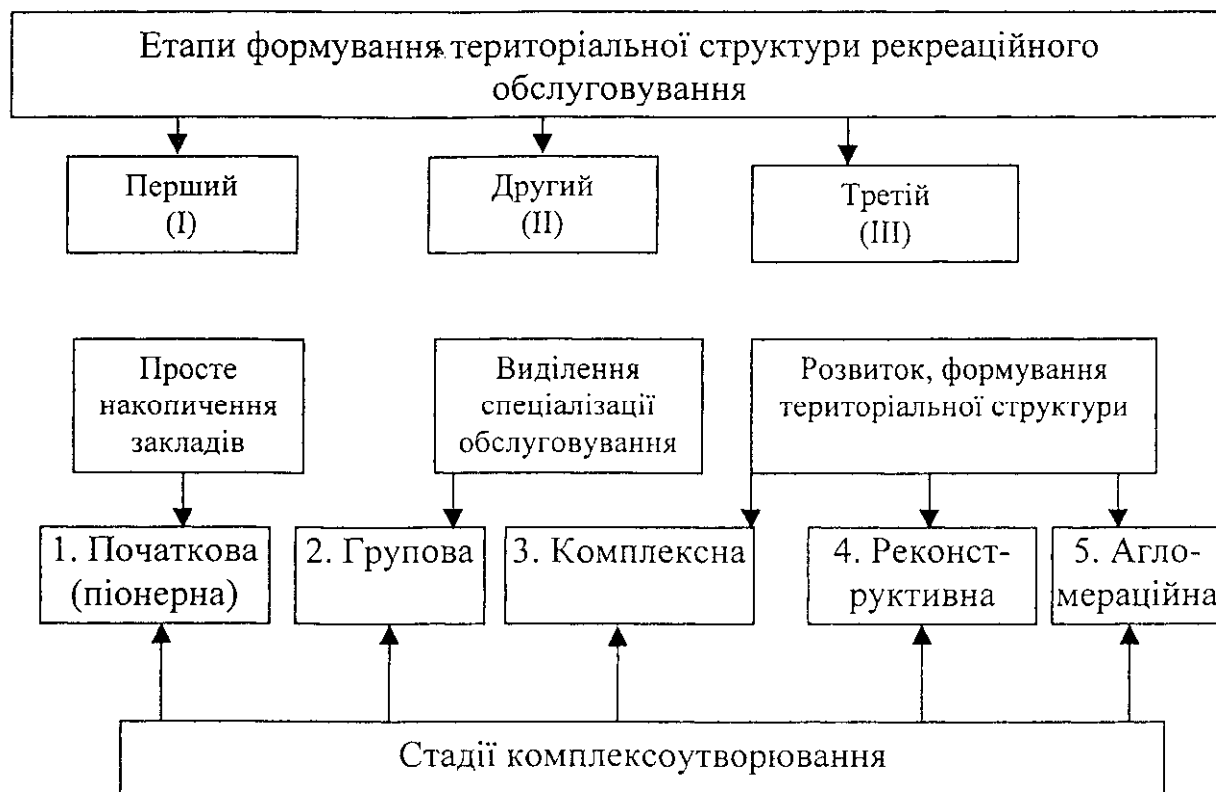 Етапи формування територіальної структури рекреаційного
обслуговування
Перший
(I)
Другий
(II)
Третій
(III)
Просте
накопичення
закладів
Виділення
спеціалізації
обслуговування
Розвиток, формування
територіальної структури
1. Початкова
(піонерна)
2. Групова
3. Комплексна
4. Реконст-
руктивна
5. Агло-
мераційна
Стадії комплексоутворювання